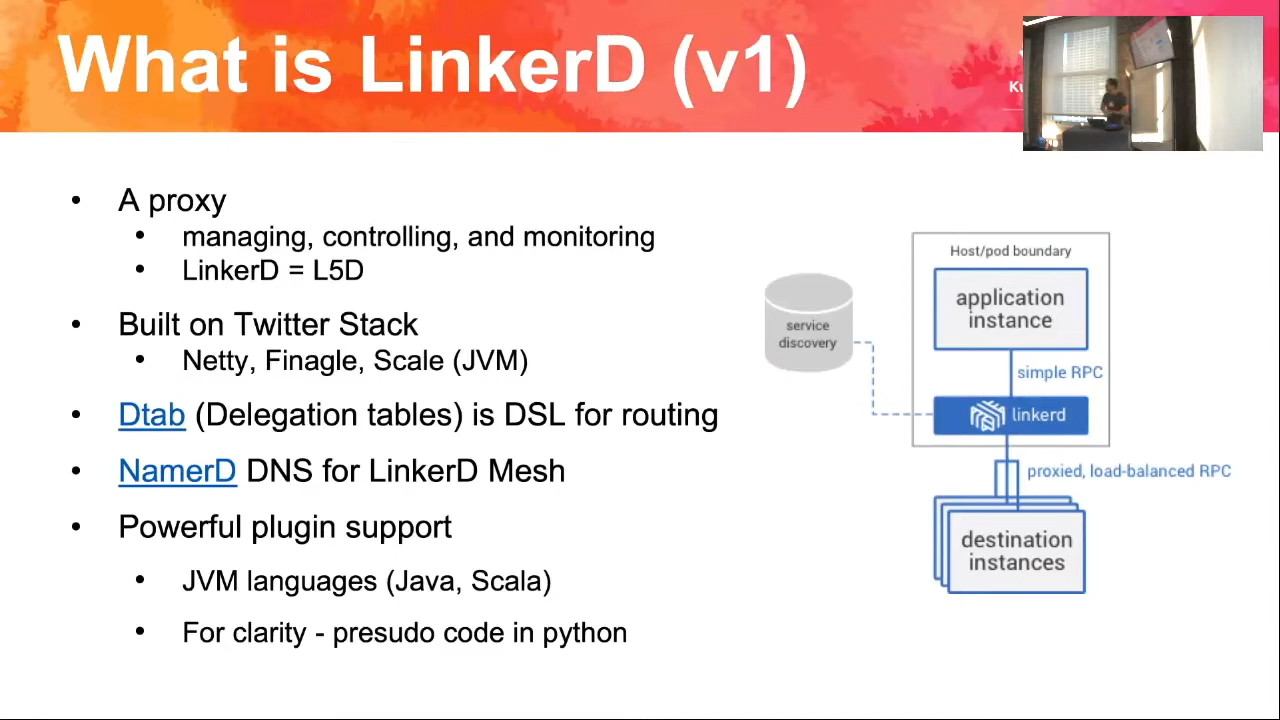 What is LinkerD (v1)
Ku
• A proxy
• managing, controlling, and monitoring
• LinkerD = L5D
• Built on Twitter Stack
• Netty, Finagle, Scale (JVM)
• Dtab (Delegation tables) is DSL for routing
• NamerD DNS for LinkerD Mesh
• Powerful plugin support
• JVM languages (Java, Scala)
• For clarity - presudo code in python
Host/pod boundary
application
instance
service
discovery
simple RPC
linkerd
proxied, load-balanced RPC
destination
instances